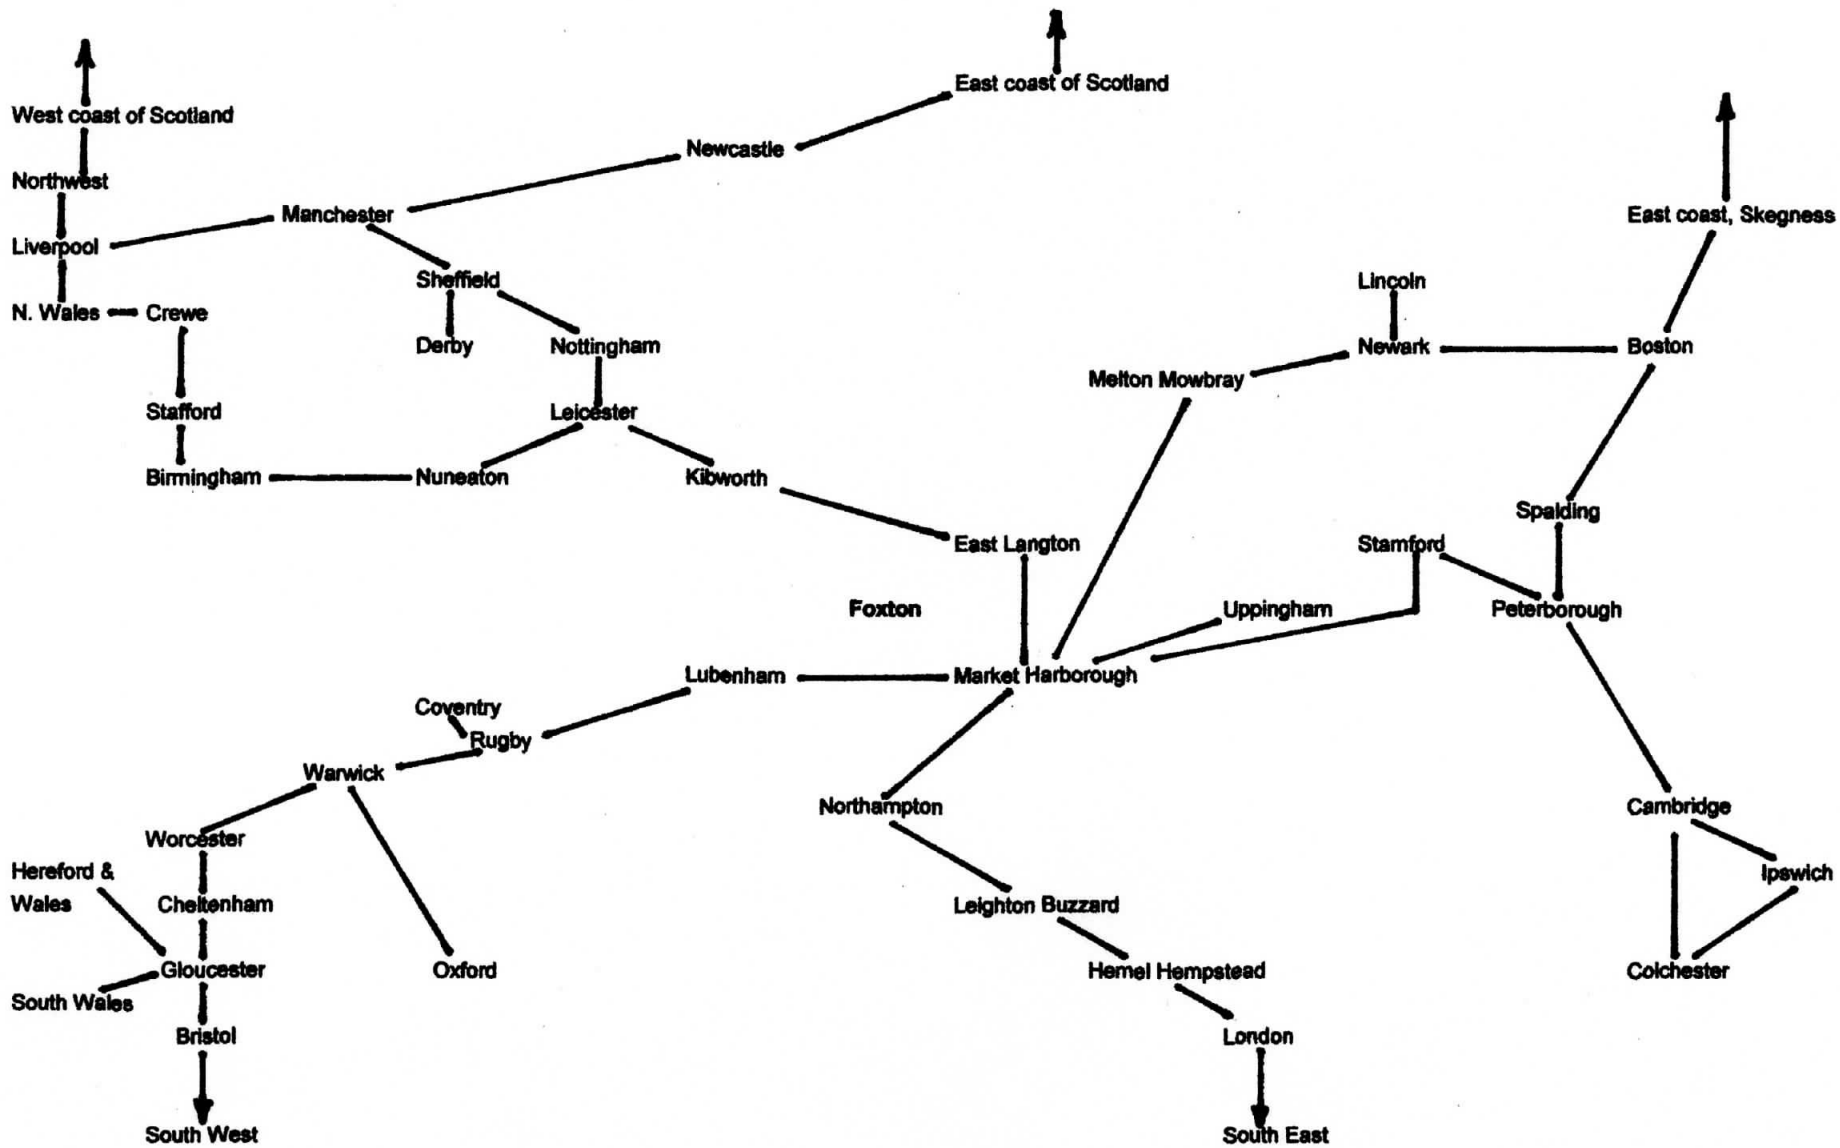 East coast of Scotland
West coast of Scotland
Newcastle
Northwest
Manchester
East coast, Skegness
Liverpool
Sheffield
Lincoln
N. Wales
Crewe
Derby
Nottingham
Newark
Boston
Melton Mowbray
Stafford
Leicester
Birmingham
Nuneaton
Kibworth
Spalding
East Langton
Stamford
Foxton
Uppingham
Peterborough
Lubenham
Market Harborough
Coventry
Rugby
Warwick
Northampton
Cambridge
Worcester
Hereford &
Wales
Ipswich
Cheltenham
Leighton Buzzard
Gloucester
Oxford
Hemel Hempstead
Colchester
South Wales
Bristol
London
South West
South East